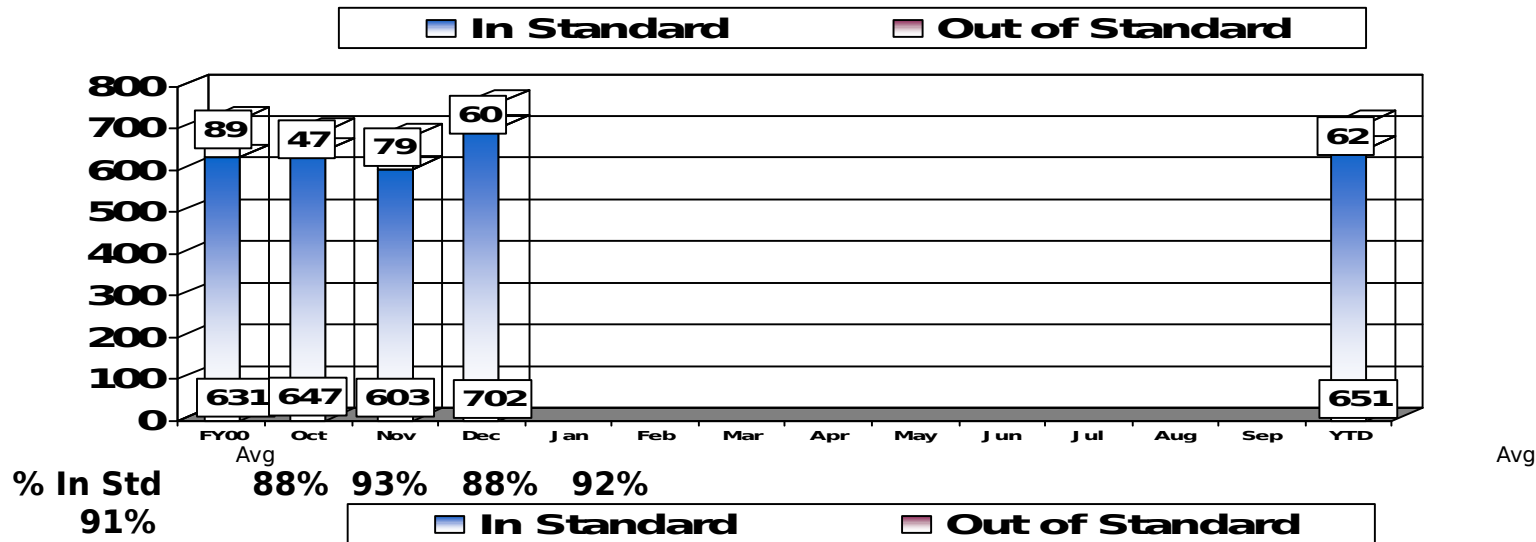 In Standard Out of Standard
800
700
600
500
400
300
200
100
0
89 47 79 60 62
631 647 603 702 651
FY00 Oct Nov Dec Jan Feb Mar Apr May Jun Jul Aug Sep YTD
Avg Avg
% In Std 88% 93% 88% 92%
91%
In Standard Out of Standard